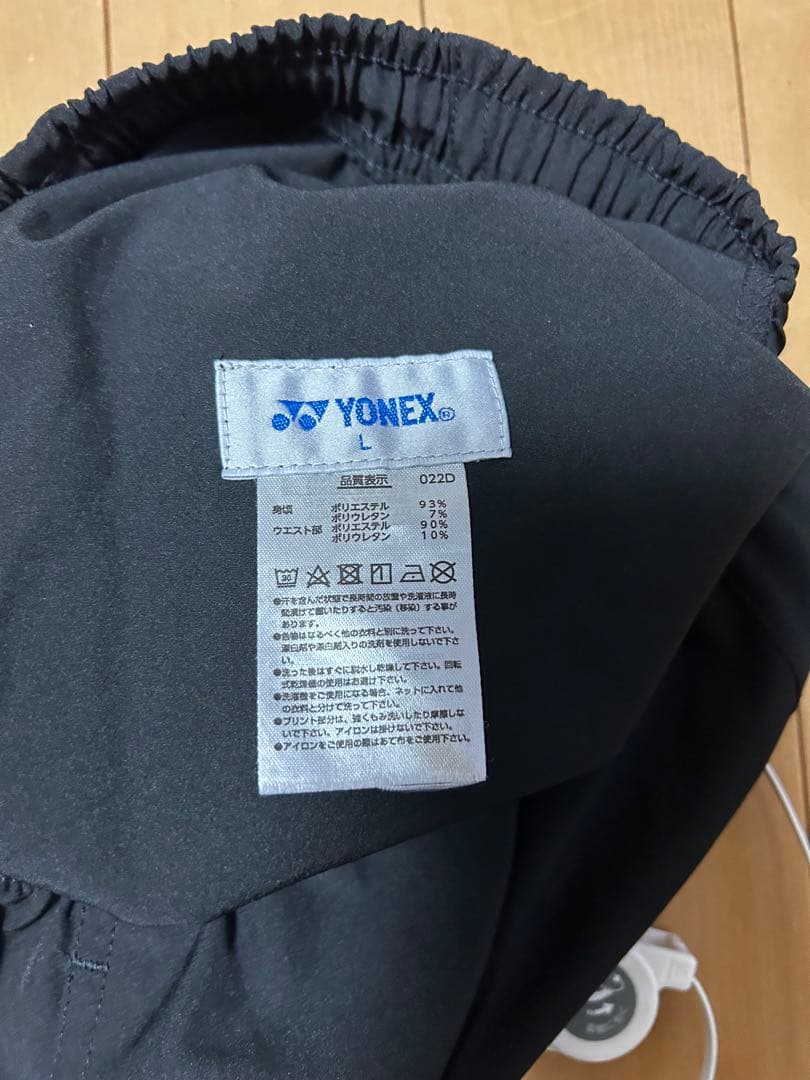 YONEX
L
品質表示 022D
身頃 ポリエステル 93%
ポリウレタン 7%
ウエスト部 ポリエステル 90%
ポリウレタン 10%
30 1
●汗を含んだ状態で長時間の放置や洗濯液に長時
間漬けて置いたりすると汚染(移染)する事が
あります。
●色物はなるべく他の衣料と別に洗って下さい。
漂白剤や漂白剤入りの洗剤を使用しないで下さ
い。
●洗った後はすぐに脱水し乾燥して下さい。回転
式乾燥機の使用はお避け下さい。
●洗濯機をご使用になる場合、ネットに入れて他
の衣料と分けて洗って下さい。
●プリント部分は、強くもみ洗いしたり摩擦しな
いで下さい。アイロンは掛けないで下さい。
●アイロンをご使用の際はあて布をご使用下さい。